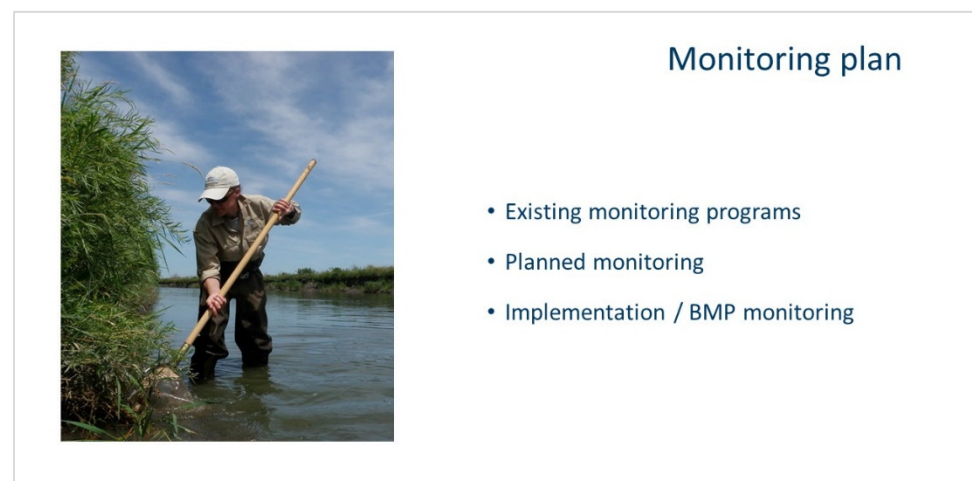 Monitoring plan
• Existing monitoring programs
• Planned monitoring
• Implementation / BMP monitoring